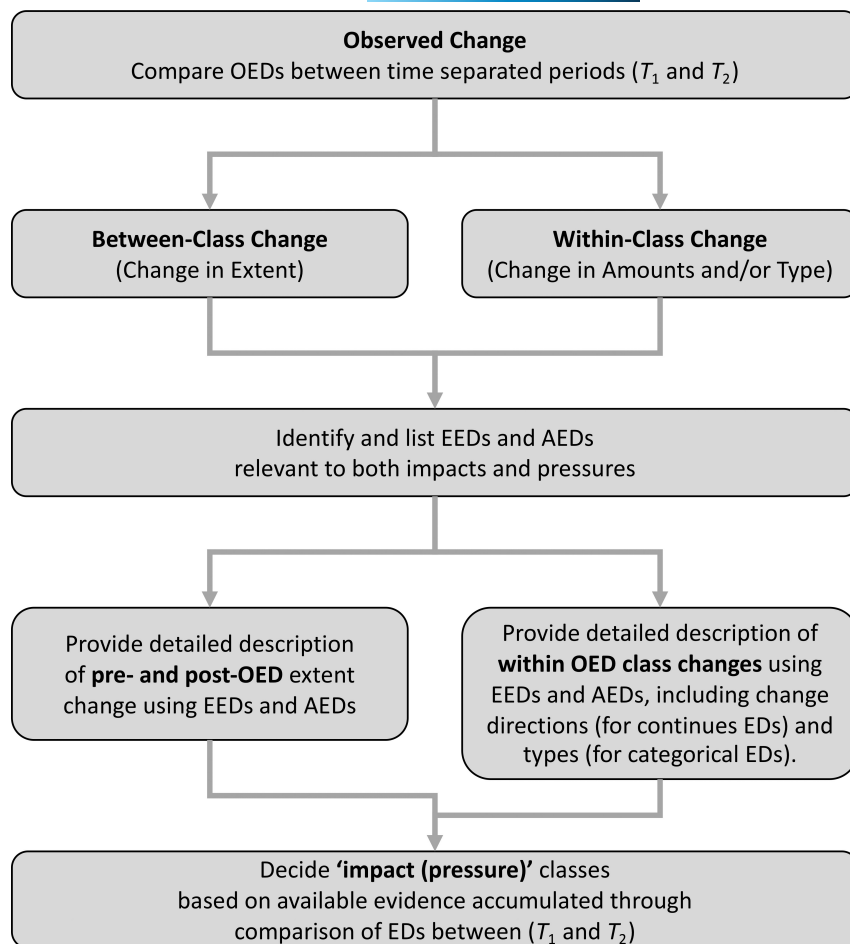 Observed Change
Compare OEDs between time separated periods (T₁ and T₂)
Between-Class Change
(Change in Extent)
Within-Class Change
(Change in Amounts and/or Type)
Identify and list EEDs and AEDs
relevant to both impacts and pressures
Provide detailed description
of pre- and post-OED extent
change using EEDs and AEDs
Provide detailed description of
within OED class changes using
EEDs and AEDs, including change
directions (for continues EDs) and
types (for categorical EDs).
Decide ‘impact (pressure)’ classes
based on available evidence accumulated through
comparison of EDs between (T₁ and T₂)